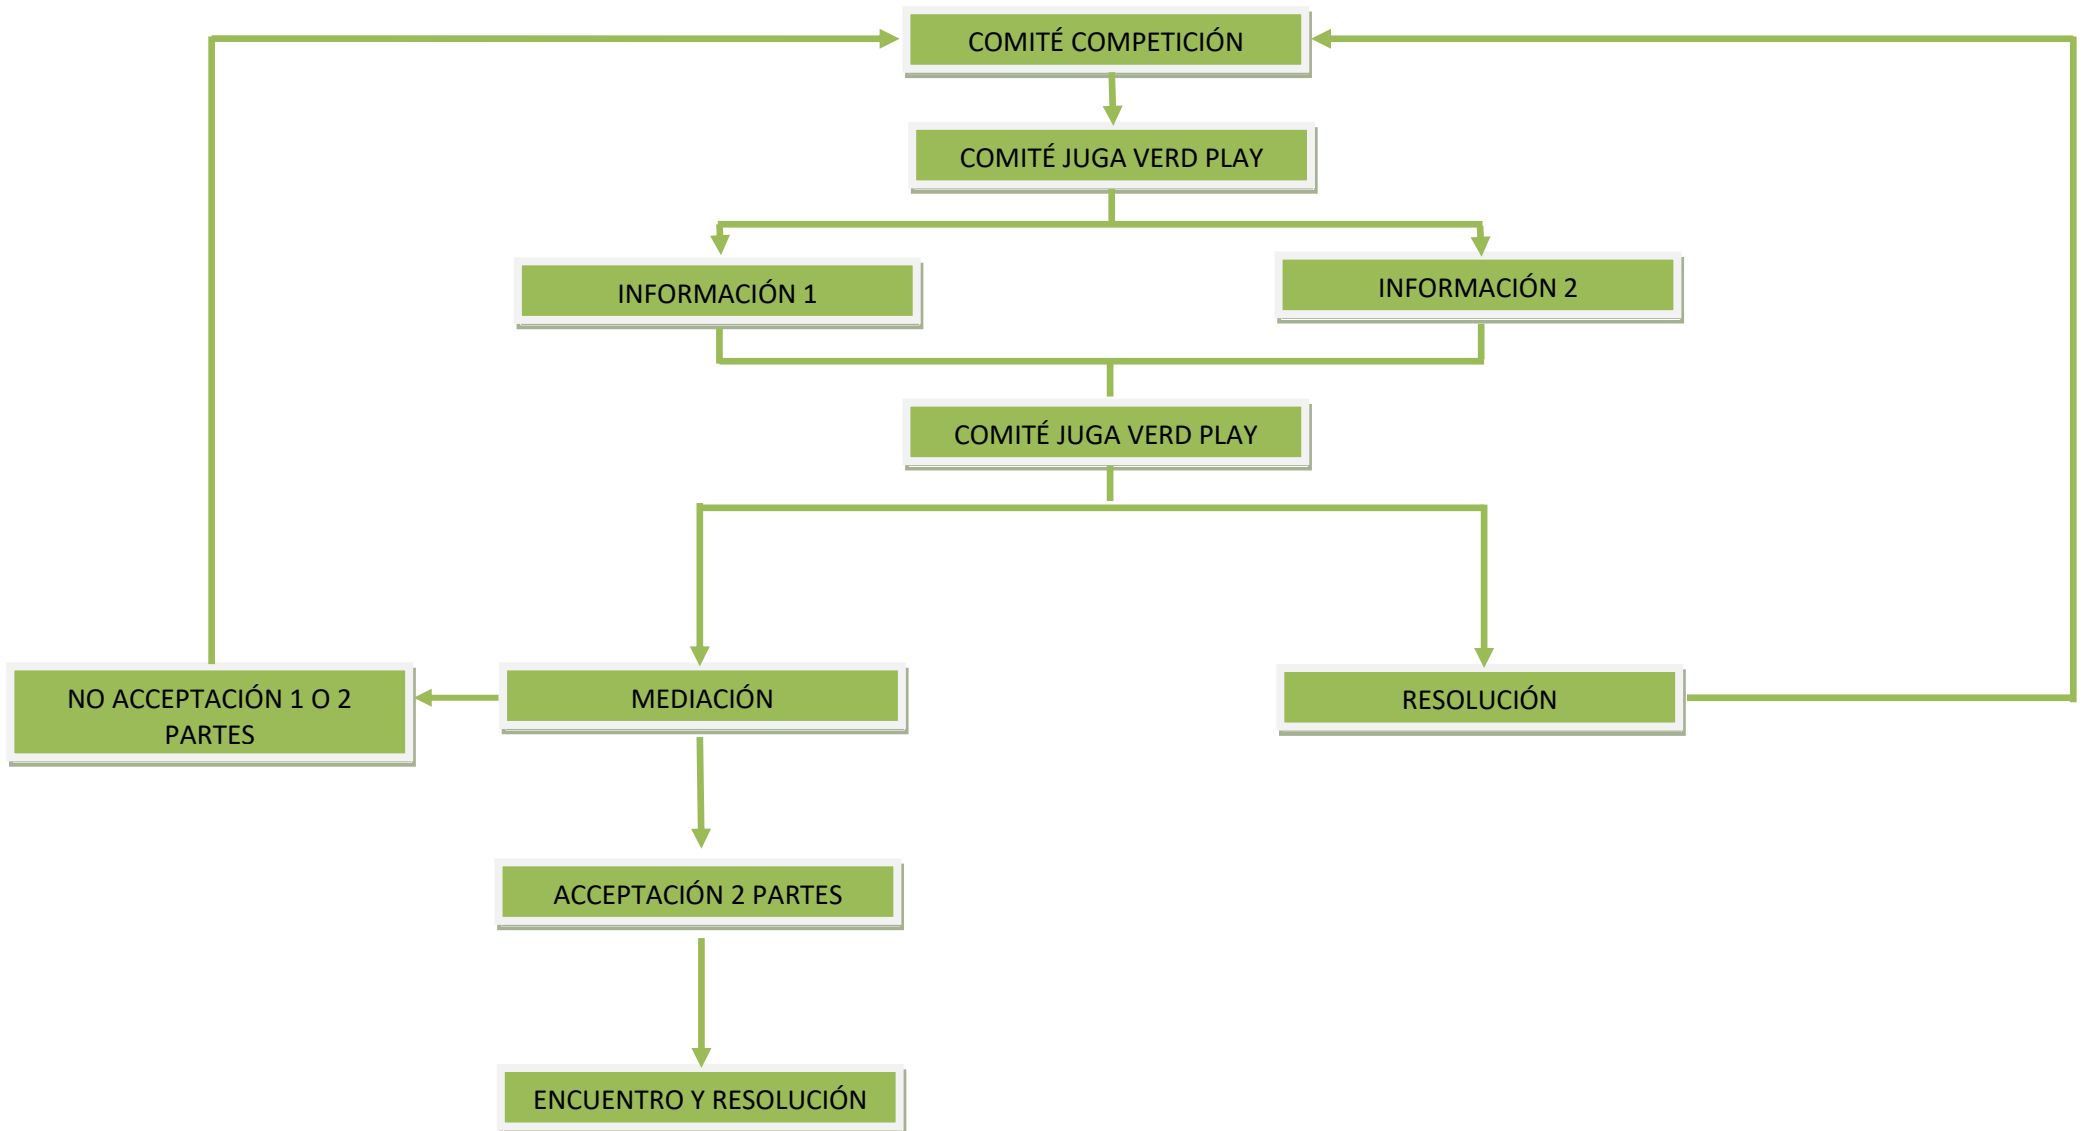 COMITÉ COMPETICIÓN
COMITÉ JUGA VERD PLAY
INFORMACIÓN 1
INFORMACIÓN 2
COMITÉ JUGA VERD PLAY
NO ACCEPTACIÓN 1 O 2
PARTES
MEDIACIÓN
RESOLUCIÓN
ACCEPTACIÓN 2 PARTES
ENCUENTRO Y RESOLUCIÓN